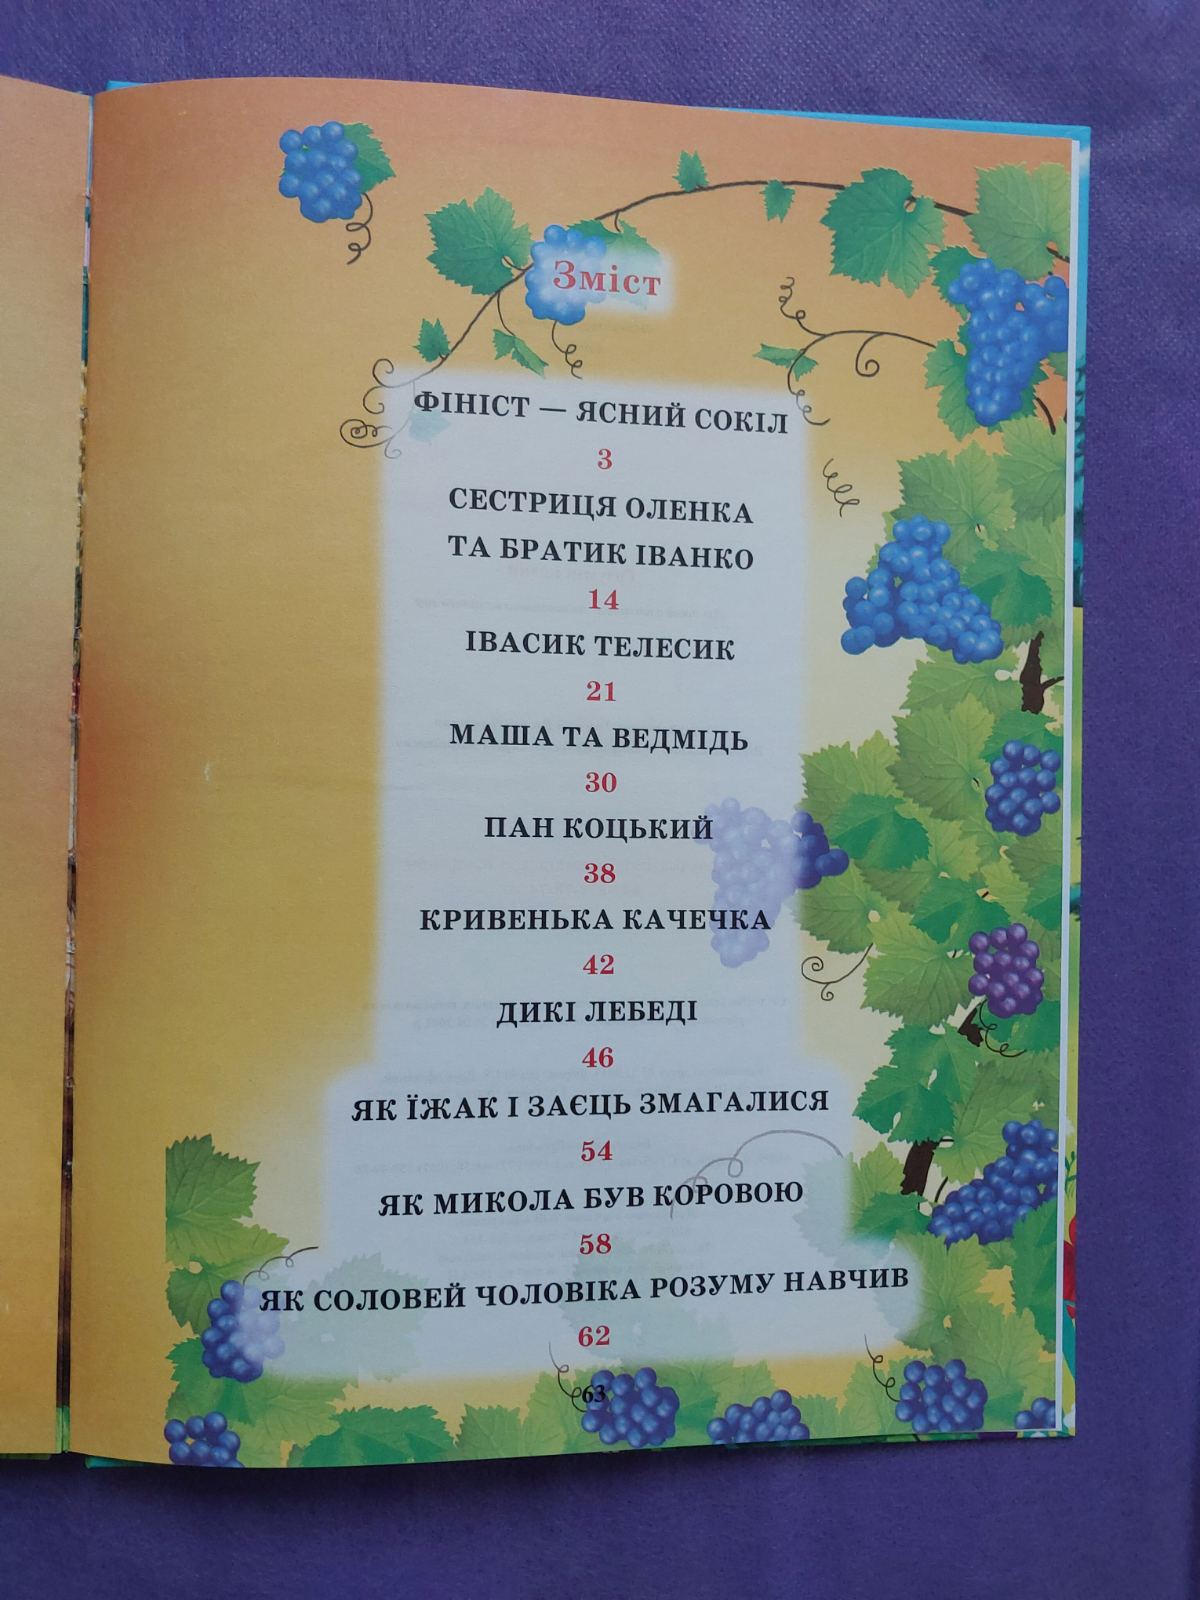 Зміст
ФІНІСТ — ЯСНИЙ СОКІЛ
3
СЕСТРИЦЯ ОЛЕНКА
ТА БРАТИК ІВАНКО
14
ІВАСИК ТЕЛЕСИК
21
МАША ТА ВЕДМІДЬ
30
ПАН КОЦЬКИЙ
38
КРИВЕНЬКА КАЧЕЧКА
42
ДИКІ ЛЕБЕДІ
46
ЯК ЇЖАК І ЗАЄЦЬ ЗМАГАЛИСЯ
54
ЯК МИКОЛА БУВ КОРОВОЮ
58
ЯК СОЛОВЕЙ ЧОЛОВІКА РОЗУМУ НАВЧИВ
62
63